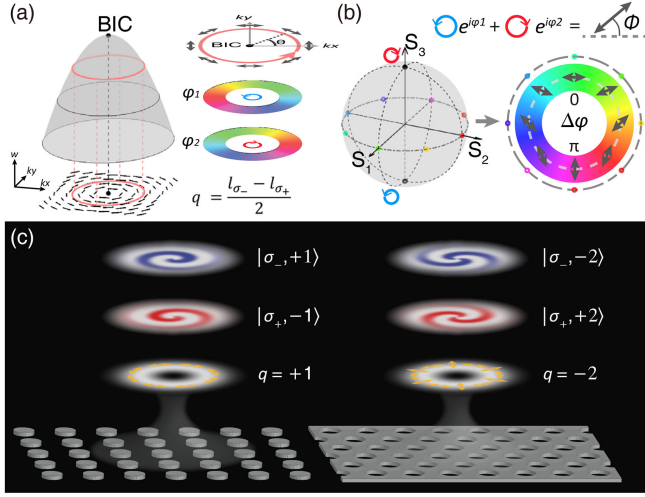 (a)
BIC
w
ky
kx
ky
BIC
θ
kx
φ1
φ2
q = (lσ₋ − lσ₊) / 2
(b)
e^{iφ1} + e^{iφ2} = Φ
S3
S2
S1
0
Δφ
π
(c)
|σ₋,+1⟩
|σ₊,−1⟩
q = +1
|σ₋,−2⟩
|σ₊,+2⟩
q = −2